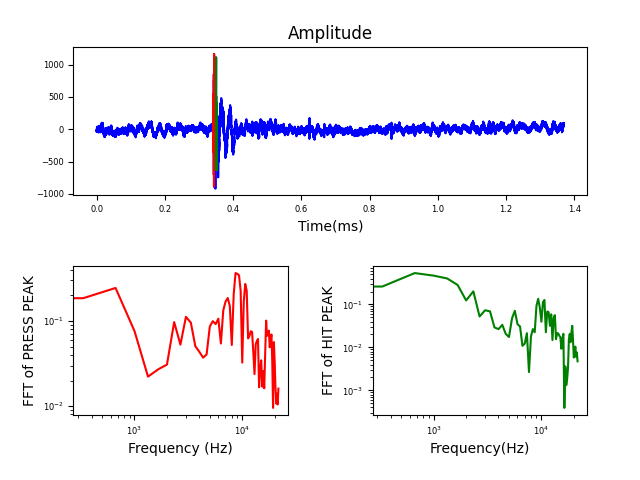 Amplitude
1000
500
0
−500
−1000
0.0 0.2 0.4 0.6 0.8 1.0 1.2 1.4
Time(ms)
FFT of PRESS PEAK
10⁻¹
10⁻²
10³ 10⁴
Frequency (Hz)
FFT of HIT PEAK
10⁻¹
10⁻²
10⁻³
10³ 10⁴
Frequency(Hz)